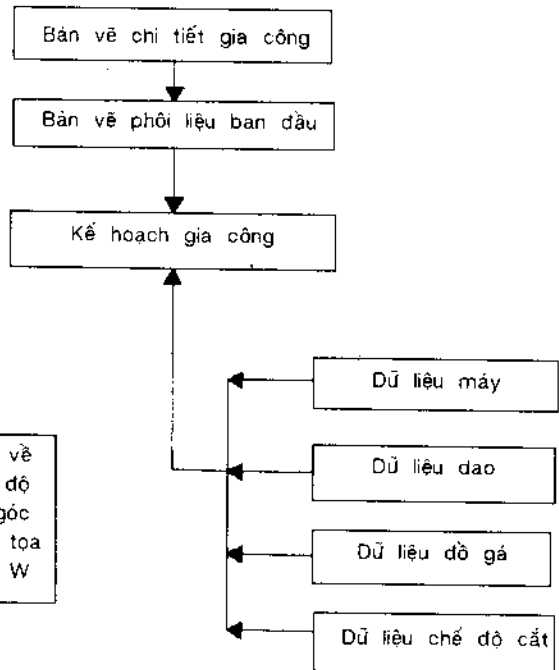 Bản vẽ chi tiết gia công
Bản vẽ phôi liệu ban đầu
Kế hoạch gia công
Dữ liệu máy
Dữ liệu dao
Dữ liệu đồ gá
Dữ liệu chế độ cắt
về
độ
góc
tọa
W